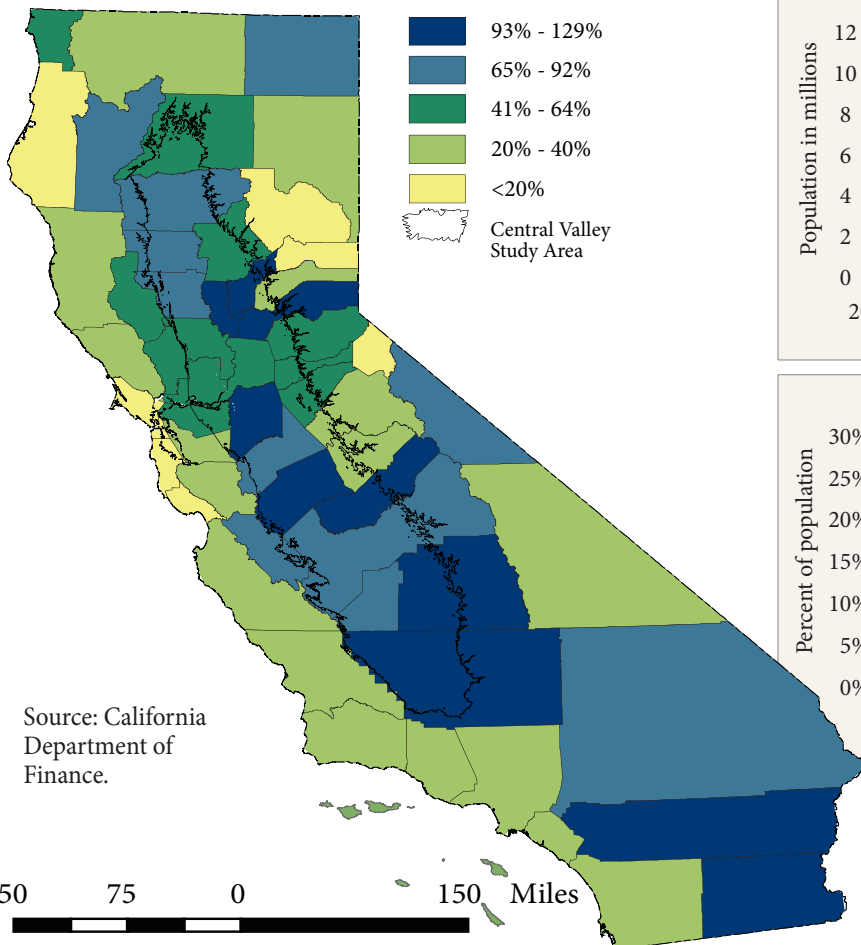 93% - 129%
65% - 92%
41% - 64%
20% - 40%
<20%
Central Valley
Study Area
Source: California
Department of
Finance.
50 75 0 150 Miles
Population in millions
12
10
8
6
4
2
0
20
Percent of population
30%
25%
20%
15%
10%
5%
0%